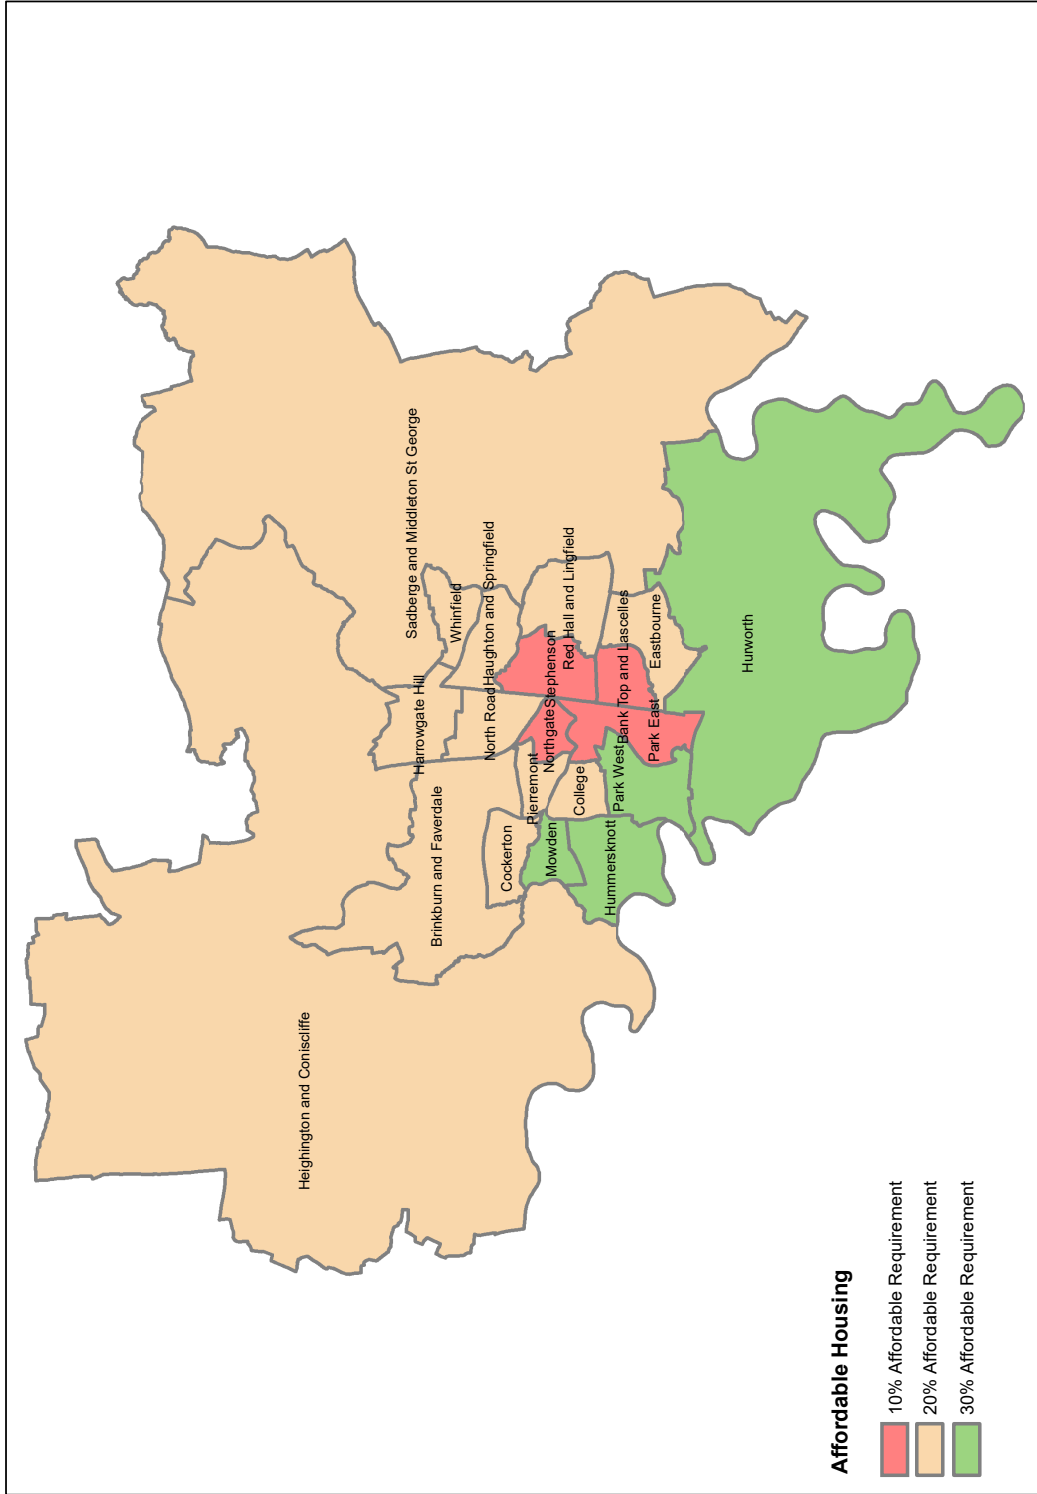 Sadberge and Middleton St George
Whinfield
Haughton and Springfield
Red Hall and Lingfield
Harrowgate Hill
North Road
Stephenson
Northgate
Bank Top and Lascelles
Eastbourne
Park East
Hurworth
Brinkburn and Faverdale
Pierremont
College
Park West
Cockerton
Mowden
Hummersknott
Heighington and Coniscliffe
Affordable Housing
10% Affordable Requirement
20% Affordable Requirement
30% Affordable Requirement